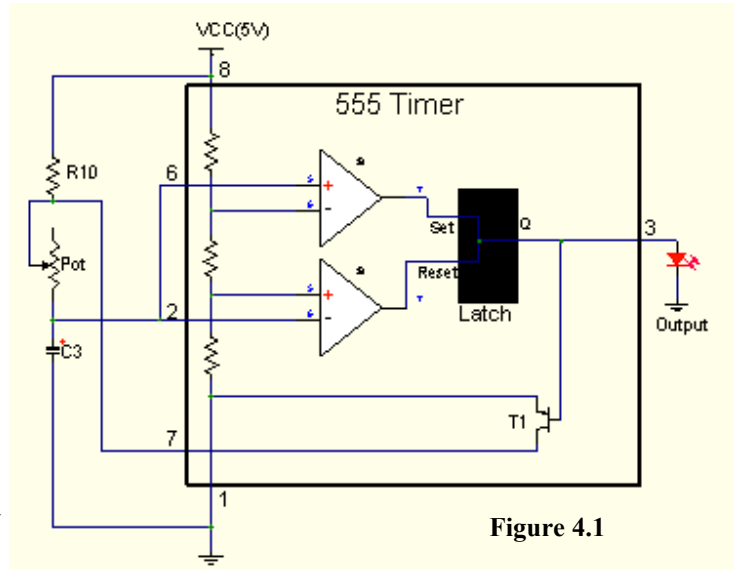 VCC(5V)
8
555 Timer
R10
6
+
-
Set
Q
3
Pot
Reset
+
2
-
Latch
Output
C3
+
T1
7
1
Figure 4.1